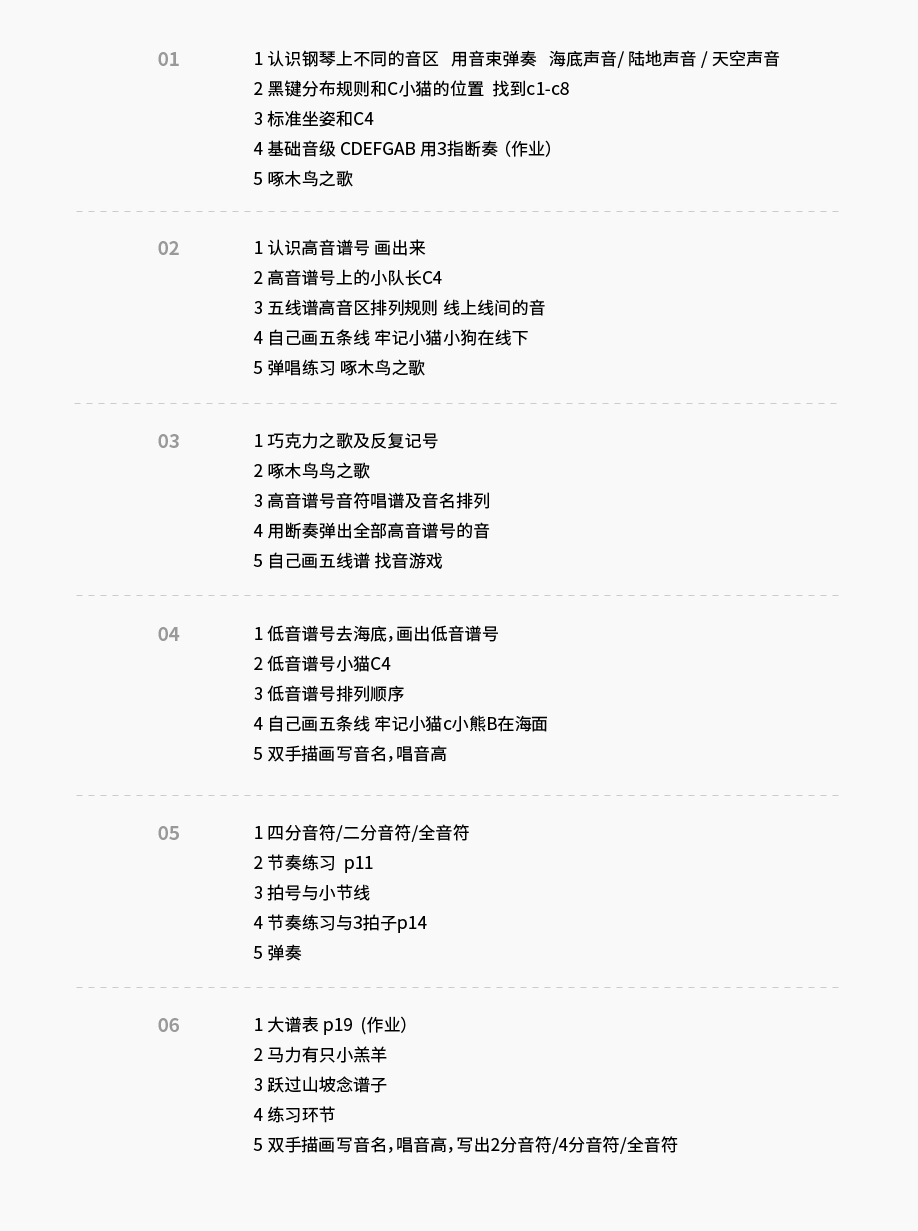 01
1 认识钢琴上不同的音区 用音束弹奏 海底声音/ 陆地声音 / 天空声音
2 黑键分布规则和C小猫的位置 找到c1-c8
3 标准坐姿和C4
4 基础音级 CDEFGAB 用3指断奏（作业）
5 啄木鸟之歌
02
1 认识高音谱号 画出来
2 高音谱号上的小队长C4
3 五线谱高音区排列规则 线上线间的音
4 自己画五条线 牢记小猫小狗在线下
5 弹唱练习 啄木鸟之歌
03
1 巧克力之歌及反复记号
2 啄木鸟鸟之歌
3 高音谱号音符唱谱及音名排列
4 用断奏弹出全部高音谱号的音
5 自己画五线谱 找音游戏
04
1 低音谱号去海底，画出低音谱号
2 低音谱号小猫C4
3 低音谱号排列顺序
4 自己画五条线 牢记小猫c小熊B在海面
5 双手描画写音名，唱音高
05
1 四分音符/二分音符/全音符
2 节奏练习 p11
3 拍号与小节线
4 节奏练习与3拍子p14
5 弹奏
06
1 大谱表 p19（作业）
2 马力有只小羔羊
3 跃过山坡念谱子
4 练习环节
5 双手描画写音名，唱音高，写出2分音符/4分音符/全音符